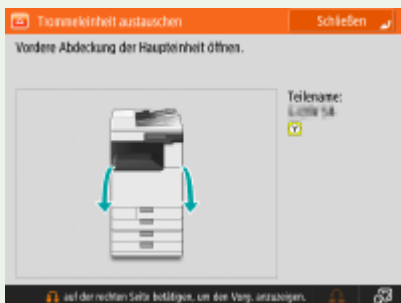 Trommeleinheit austauschen
Schließen
Vordere Abdeckung der Haupteinheit öffnen.
Teilename:
Y
auf der rechten Seite betätigen, um den Vorg. anzuzeigen.